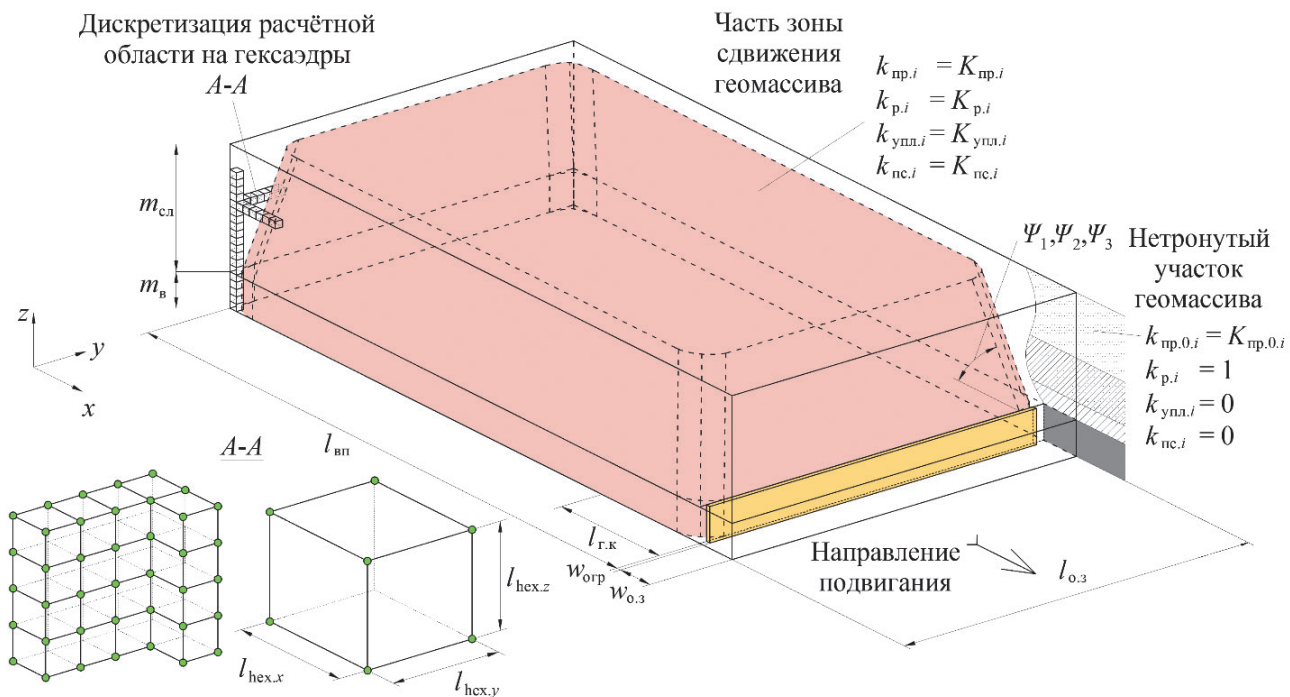 Дискретизация расчётной
области на гексаэдры
A-A
Часть зоны
сдвижения
геомассива
k пр.i = K пр.i
k р.i = K р.i
k упл.i = K упл.i
k пс.i = K пс.i
m сл
m в
z
y
x
Ψ1,Ψ2,Ψ3
Нетронутый
участок
геомассива
k пр.0.i = K пр.0.i
k р.i = 1
k упл.i = 0
k пс.i = 0
l вп
A-A
l г.к
w огр
w о.з
Направление
подвигания
l о.з
l hex.z
l hex.x
l hex.y